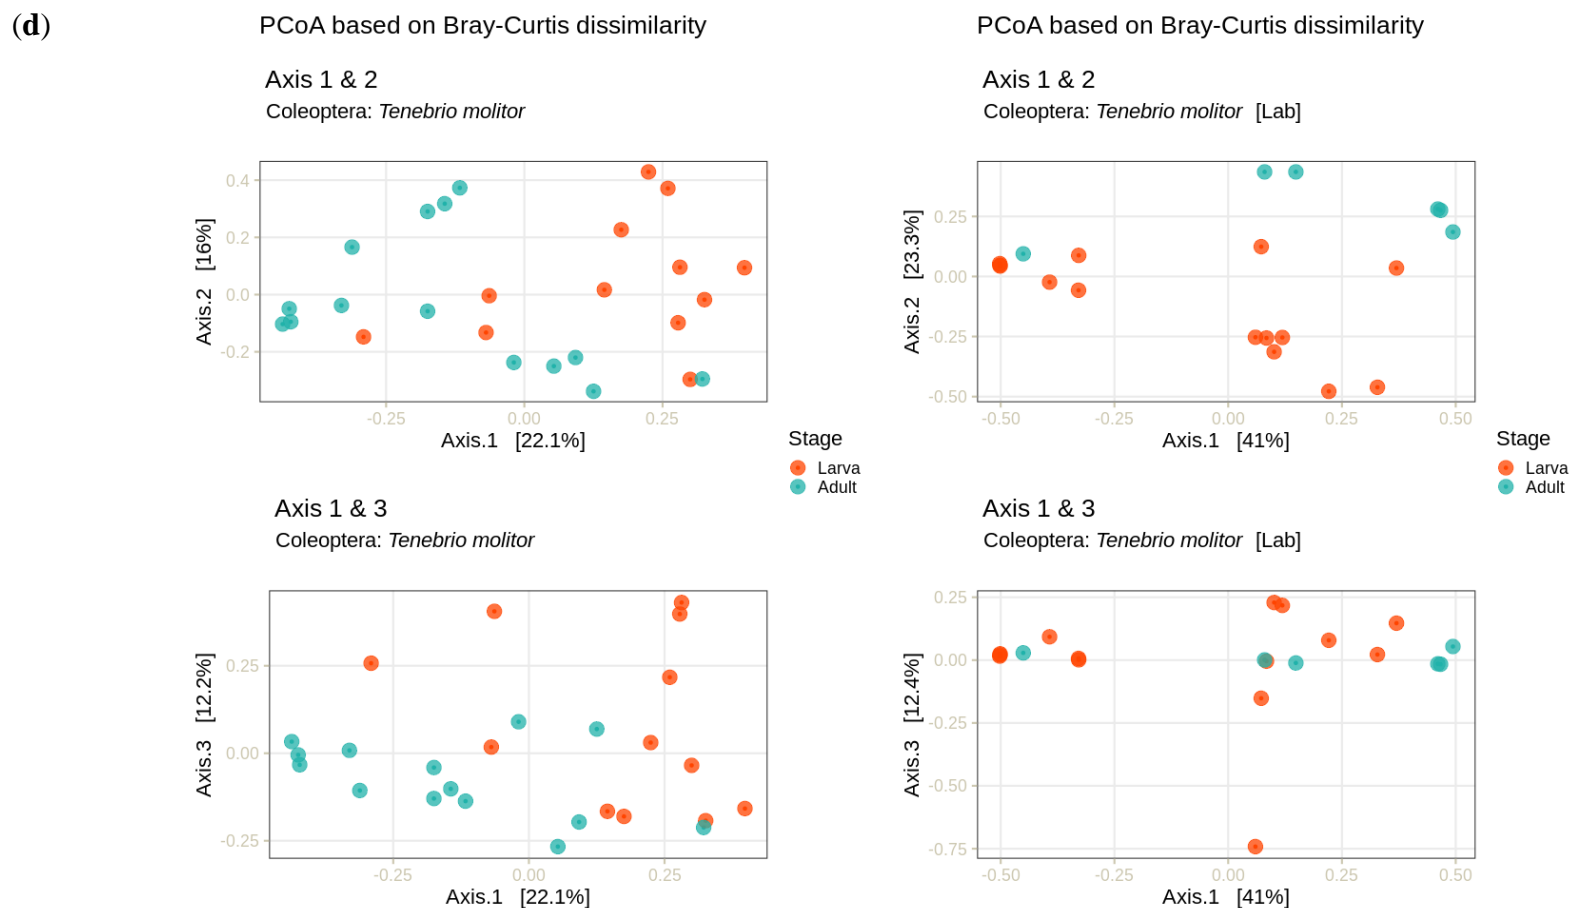 (d)
PCoA based on Bray-Curtis dissimilarity
Axis 1 & 2
Coleoptera: Tenebrio molitor
0.4
0.2
0.0
-0.2
Axis.2 [16%]
-0.25
0.00
0.25
Axis.1 [22.1%]
Stage
Larva
Adult
Axis 1 & 3
Coleoptera: Tenebrio molitor
0.25
0.00
-0.25
Axis.3 [12.2%]
-0.25
0.00
0.25
Axis.1 [22.1%]
PCoA based on Bray-Curtis dissimilarity
Axis 1 & 2
Coleoptera: Tenebrio molitor [Lab]
0.25
0.00
-0.25
-0.50
Axis.2 [23.3%]
-0.50
-0.25
0.00
0.25
0.50
Axis.1 [41%]
Stage
Larva
Adult
Axis 1 & 3
Coleoptera: Tenebrio molitor [Lab]
0.25
0.00
-0.25
-0.50
-0.75
Axis.3 [12.4%]
-0.50
-0.25
0.00
0.25
0.50
Axis.1 [41%]